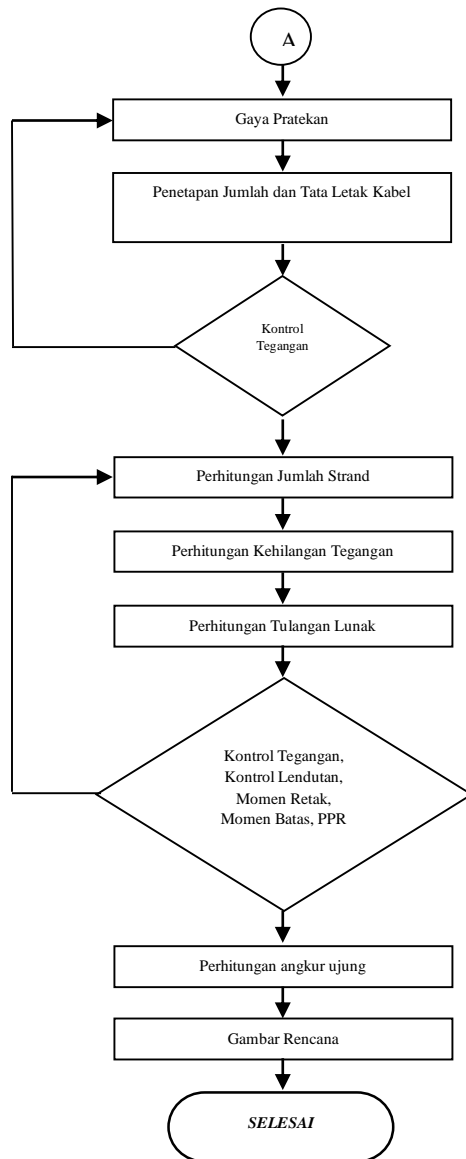 A
Gaya Pratekan
Penetapan Jumlah dan Tata Letak Kabel
Kontrol
Tegangan
Perhitungan Jumlah Strand
Perhitungan Kehilangan Tegangan
Perhitungan Tulangan Lunak
Kontrol Tegangan,
Kontrol Lendutan,
Momen Retak,
Momen Batas, PPR
Perhitungan angkur ujung
Gambar Rencana
SELESAI